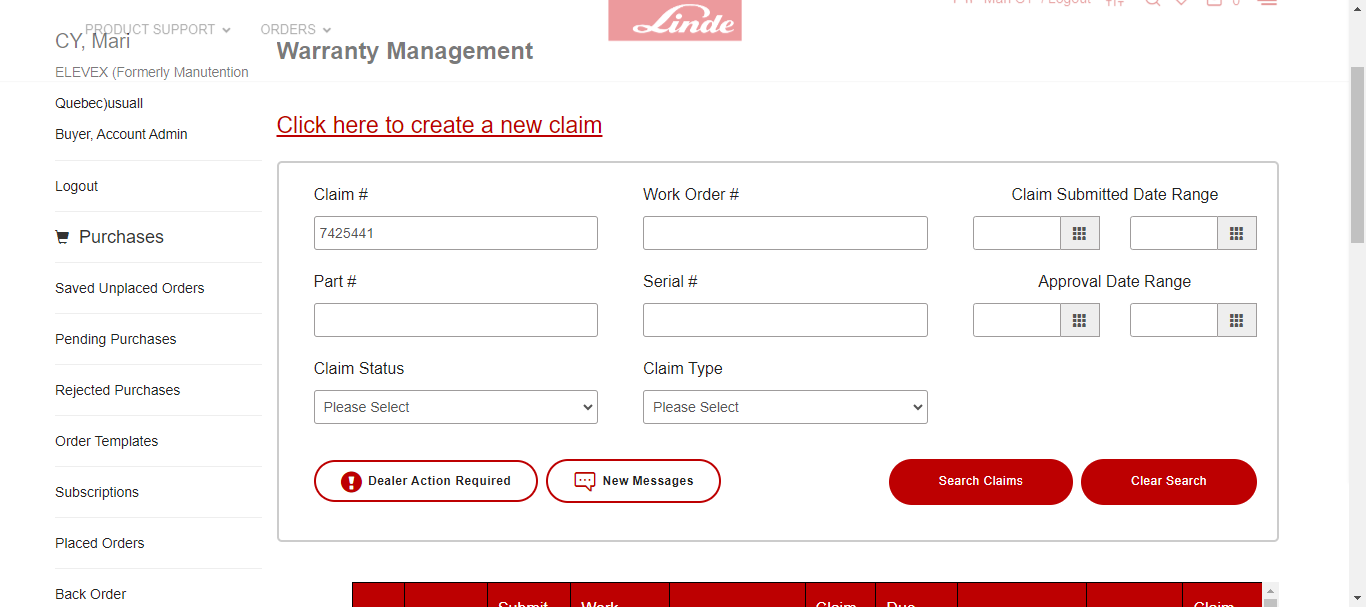 Mari CY / Logout
0
PRODUCT SUPPORT
ORDERS
Linde
CY, Mari
Warranty Management
ELEVEX (Formerly Manutention
Quebec)usuall
Buyer, Account Admin
Click here to create a new claim
Logout
Purchases
Saved Unplaced Orders
Pending Purchases
Rejected Purchases
Order Templates
Subscriptions
Placed Orders
Back Order
Claim #
Work Order #
Claim Submitted Date Range
7425441
Part #
Serial #
Approval Date Range
Claim Status
Claim Type
Please Select
Please Select
Dealer Action Required
New Messages
Search Claims
Clear Search
Submit
Work
Claim
Due
Claim